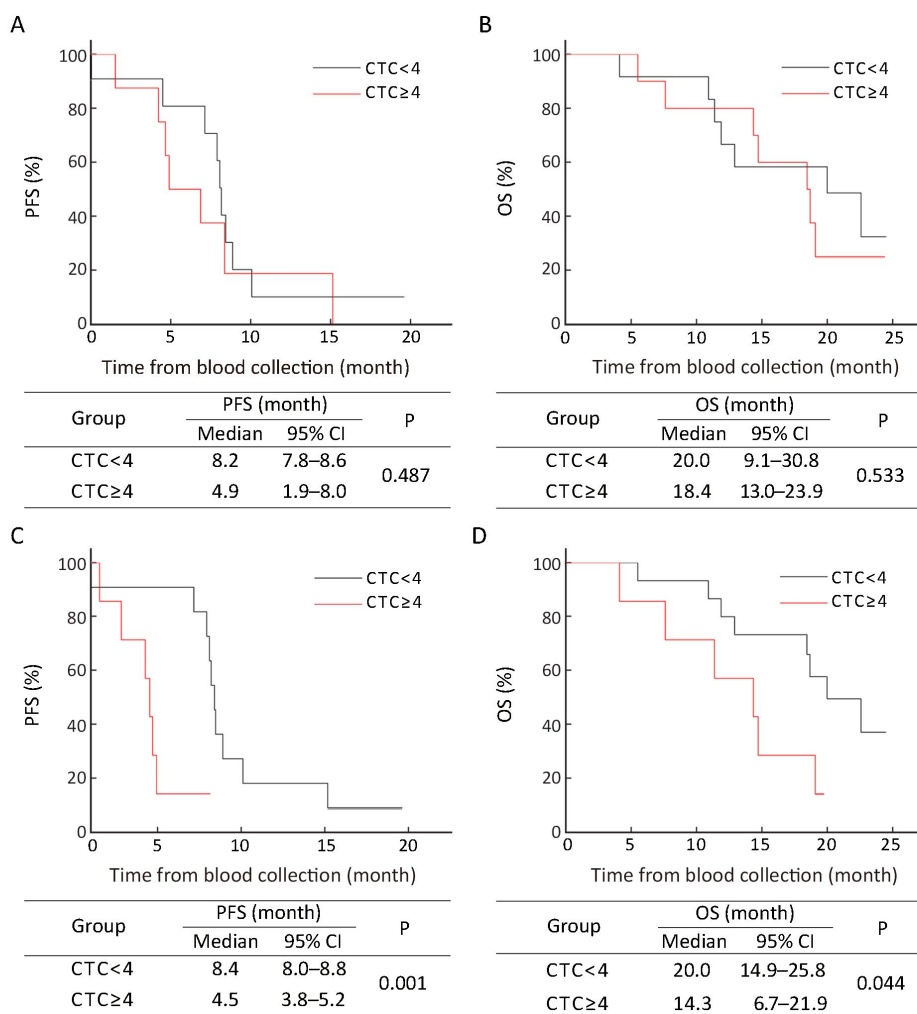 A
B
100
80
60
40
20
0
PFS (%)
CTC<4
CTC≥4
0 5 10 15 20
Time from blood collection (month)
100
80
60
40
20
0
OS (%)
CTC<4
CTC≥4
0 5 10 15 20 25
Time from blood collection (month)
Group PFS (month) P
Median 95% CI
CTC<4 8.2 7.8–8.6
0.487
CTC≥4 4.9 1.9–8.0
Group OS (month) P
Median 95% CI
CTC<4 20.0 9.1–30.8
0.533
CTC≥4 18.4 13.0–23.9
C
D
100
80
60
40
20
0
PFS (%)
CTC<4
CTC≥4
0 5 10 15 20
Time from blood collection (month)
100
80
60
40
20
0
OS (%)
CTC<4
CTC≥4
0 5 10 15 20 25
Time from blood collection (month)
Group PFS (month) P
Median 95% CI
CTC<4 8.4 8.0–8.8
0.001
CTC≥4 4.5 3.8–5.2
Group OS (month) P
Median 95% CI
CTC<4 20.0 14.9–25.8
0.044
CTC≥4 14.3 6.7–21.9